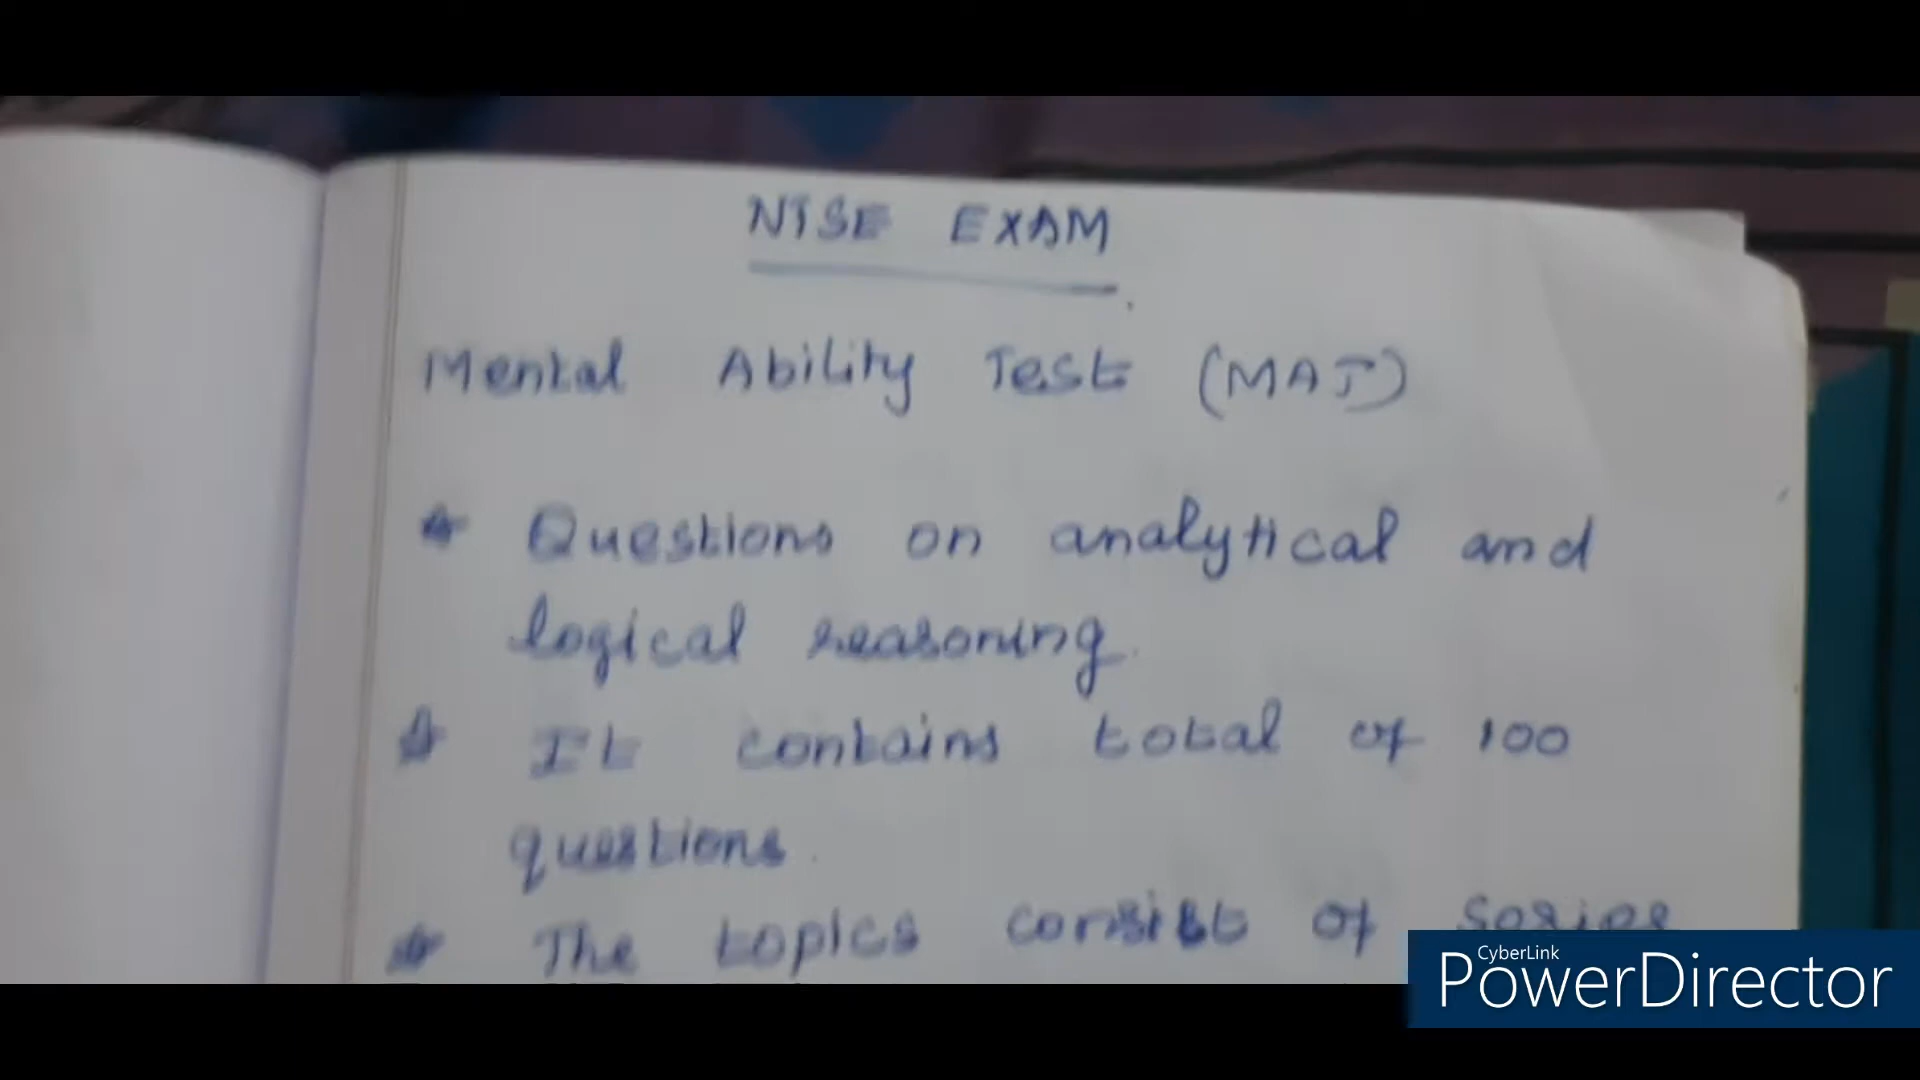 NTSE EXAM
Mental Ability Test (MAT)
* Questions on analytical and
logical reasoning.
* It contains total of 100
questions.
* The topics consist of series
CyberLink
PowerDirector